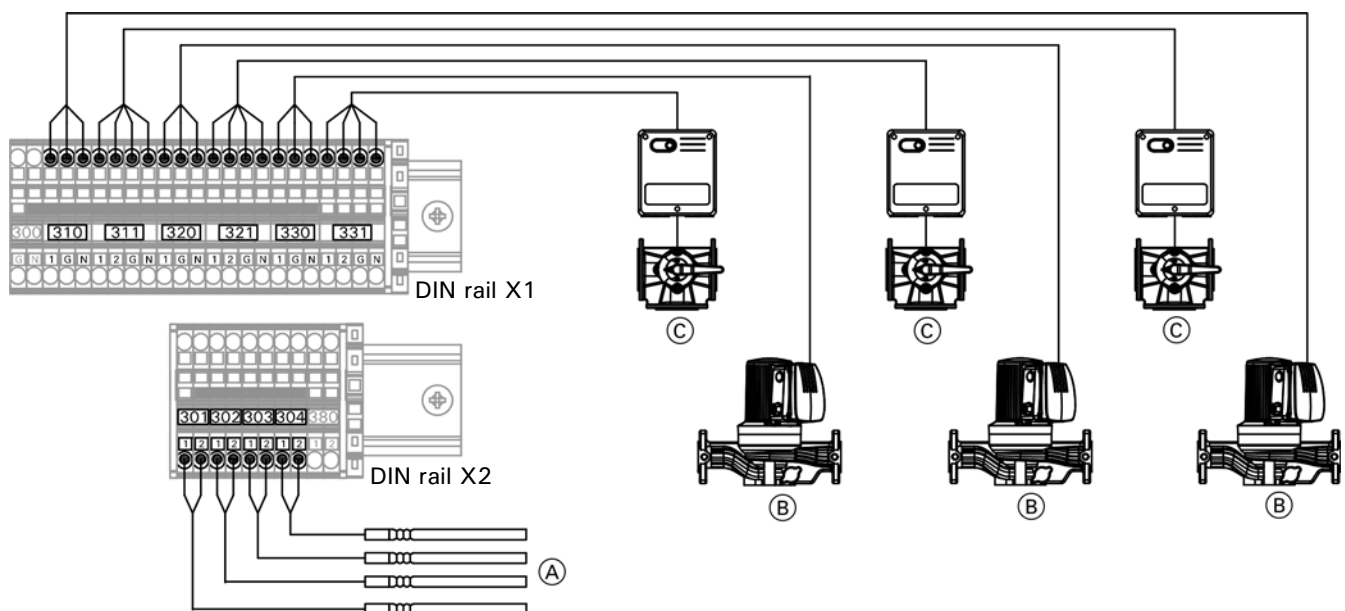 300 310 311 320 321 330 331
G N 1 G N 1 2 G N 1 G N 1 2 G N 1 G N 1 2 G N
DIN rail X1
C C C
301 302 303 304 380
1 2 1 2 1 2 1 2 1 2
DIN rail X2
B B B
A